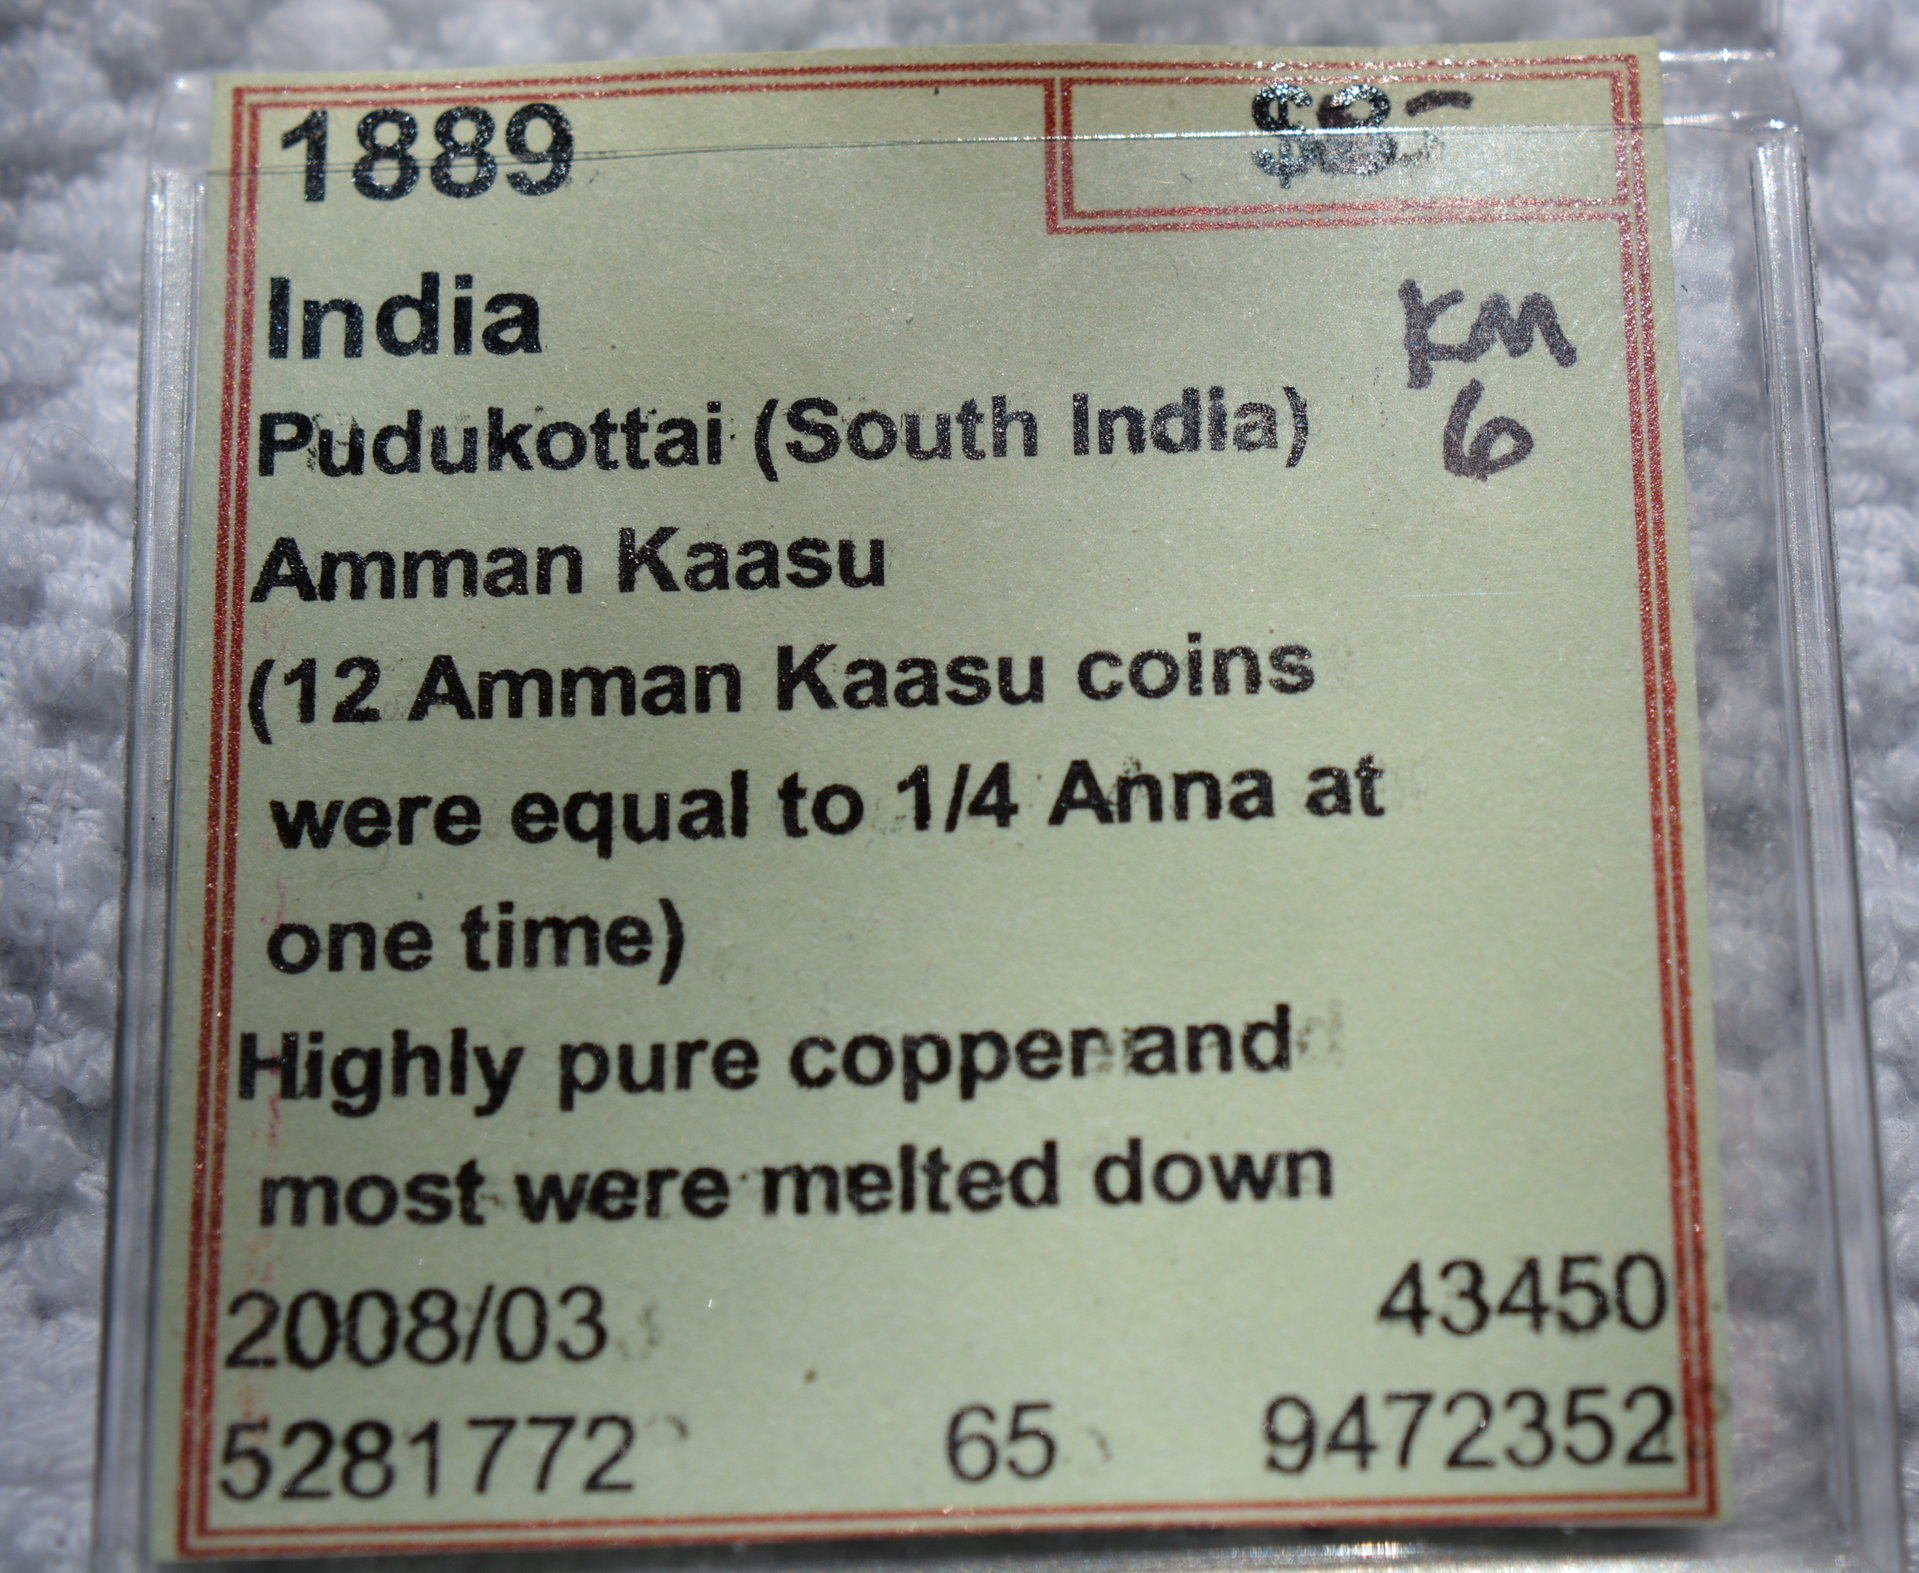 1889 $8-
India
KM
6
Pudukottai (South India)
Amman Kaasu
(12 Amman Kaasu coins
were equal to 1/4 Anna at
one time)
Highly pure copper and
most were melted down
2008/03 43450
5281772 65 9472352